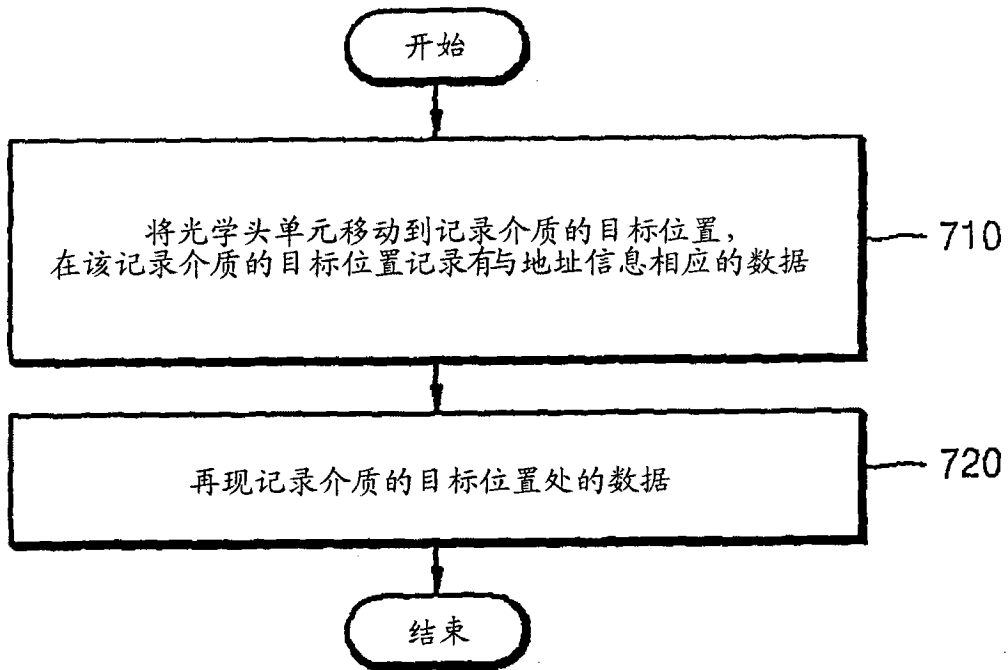 开始
将光学头单元移动到记录介质的目标位置，
在该记录介质的目标位置记录有与地址信息相应的数据
710
再现记录介质的目标位置处的数据
720
结束